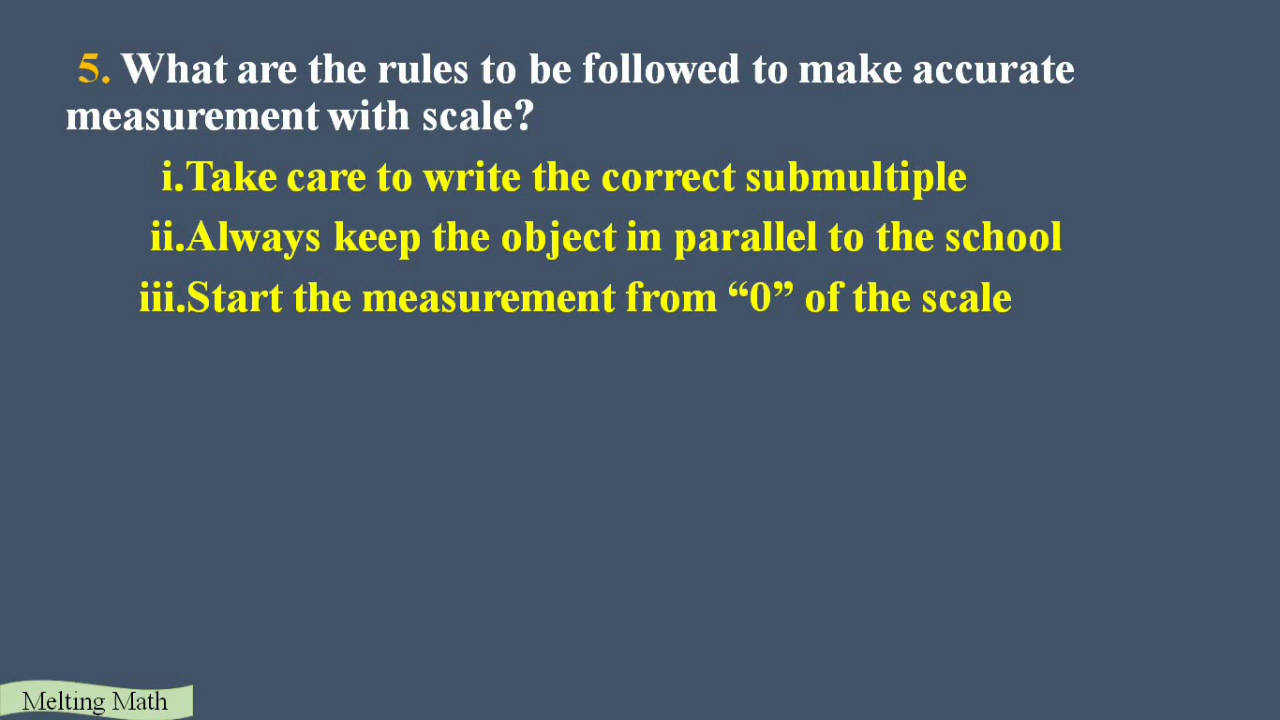 5. What are the rules to be followed to make accurate
measurement with scale?
i.Take care to write the correct submultiple
ii.Always keep the object in parallel to the school
iii.Start the measurement from “0” of the scale
Melting Math